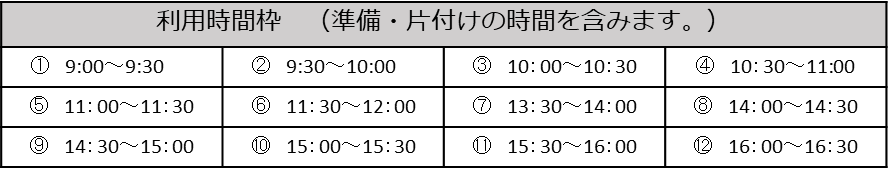 利用時間枠　（準備・片付けの時間を含みます。）
① 9:00～9:30　② 9:30～10:00　③ 10：00～10：30　④ 10：30～11:00
⑤ 11：00～11：30　⑥ 11：30～12：00　⑦ 13：30～14：00　⑧ 14：00～14：30
⑨ 14：30～15：00　⑩ 15：00～15：30　⑪ 15：30～16：00　⑫ 16：00～16：30